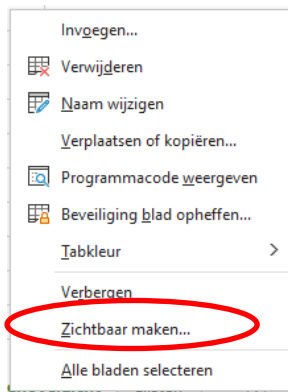 Invoegen...
Verwijderen
Naam wijzigen
Verplaatsen of kopiëren...
Programmacode weergeven
Beveiliging blad opheffen...
Tabkleur
Verbergen
Zichtbaar maken...
Alle bladen selecteren